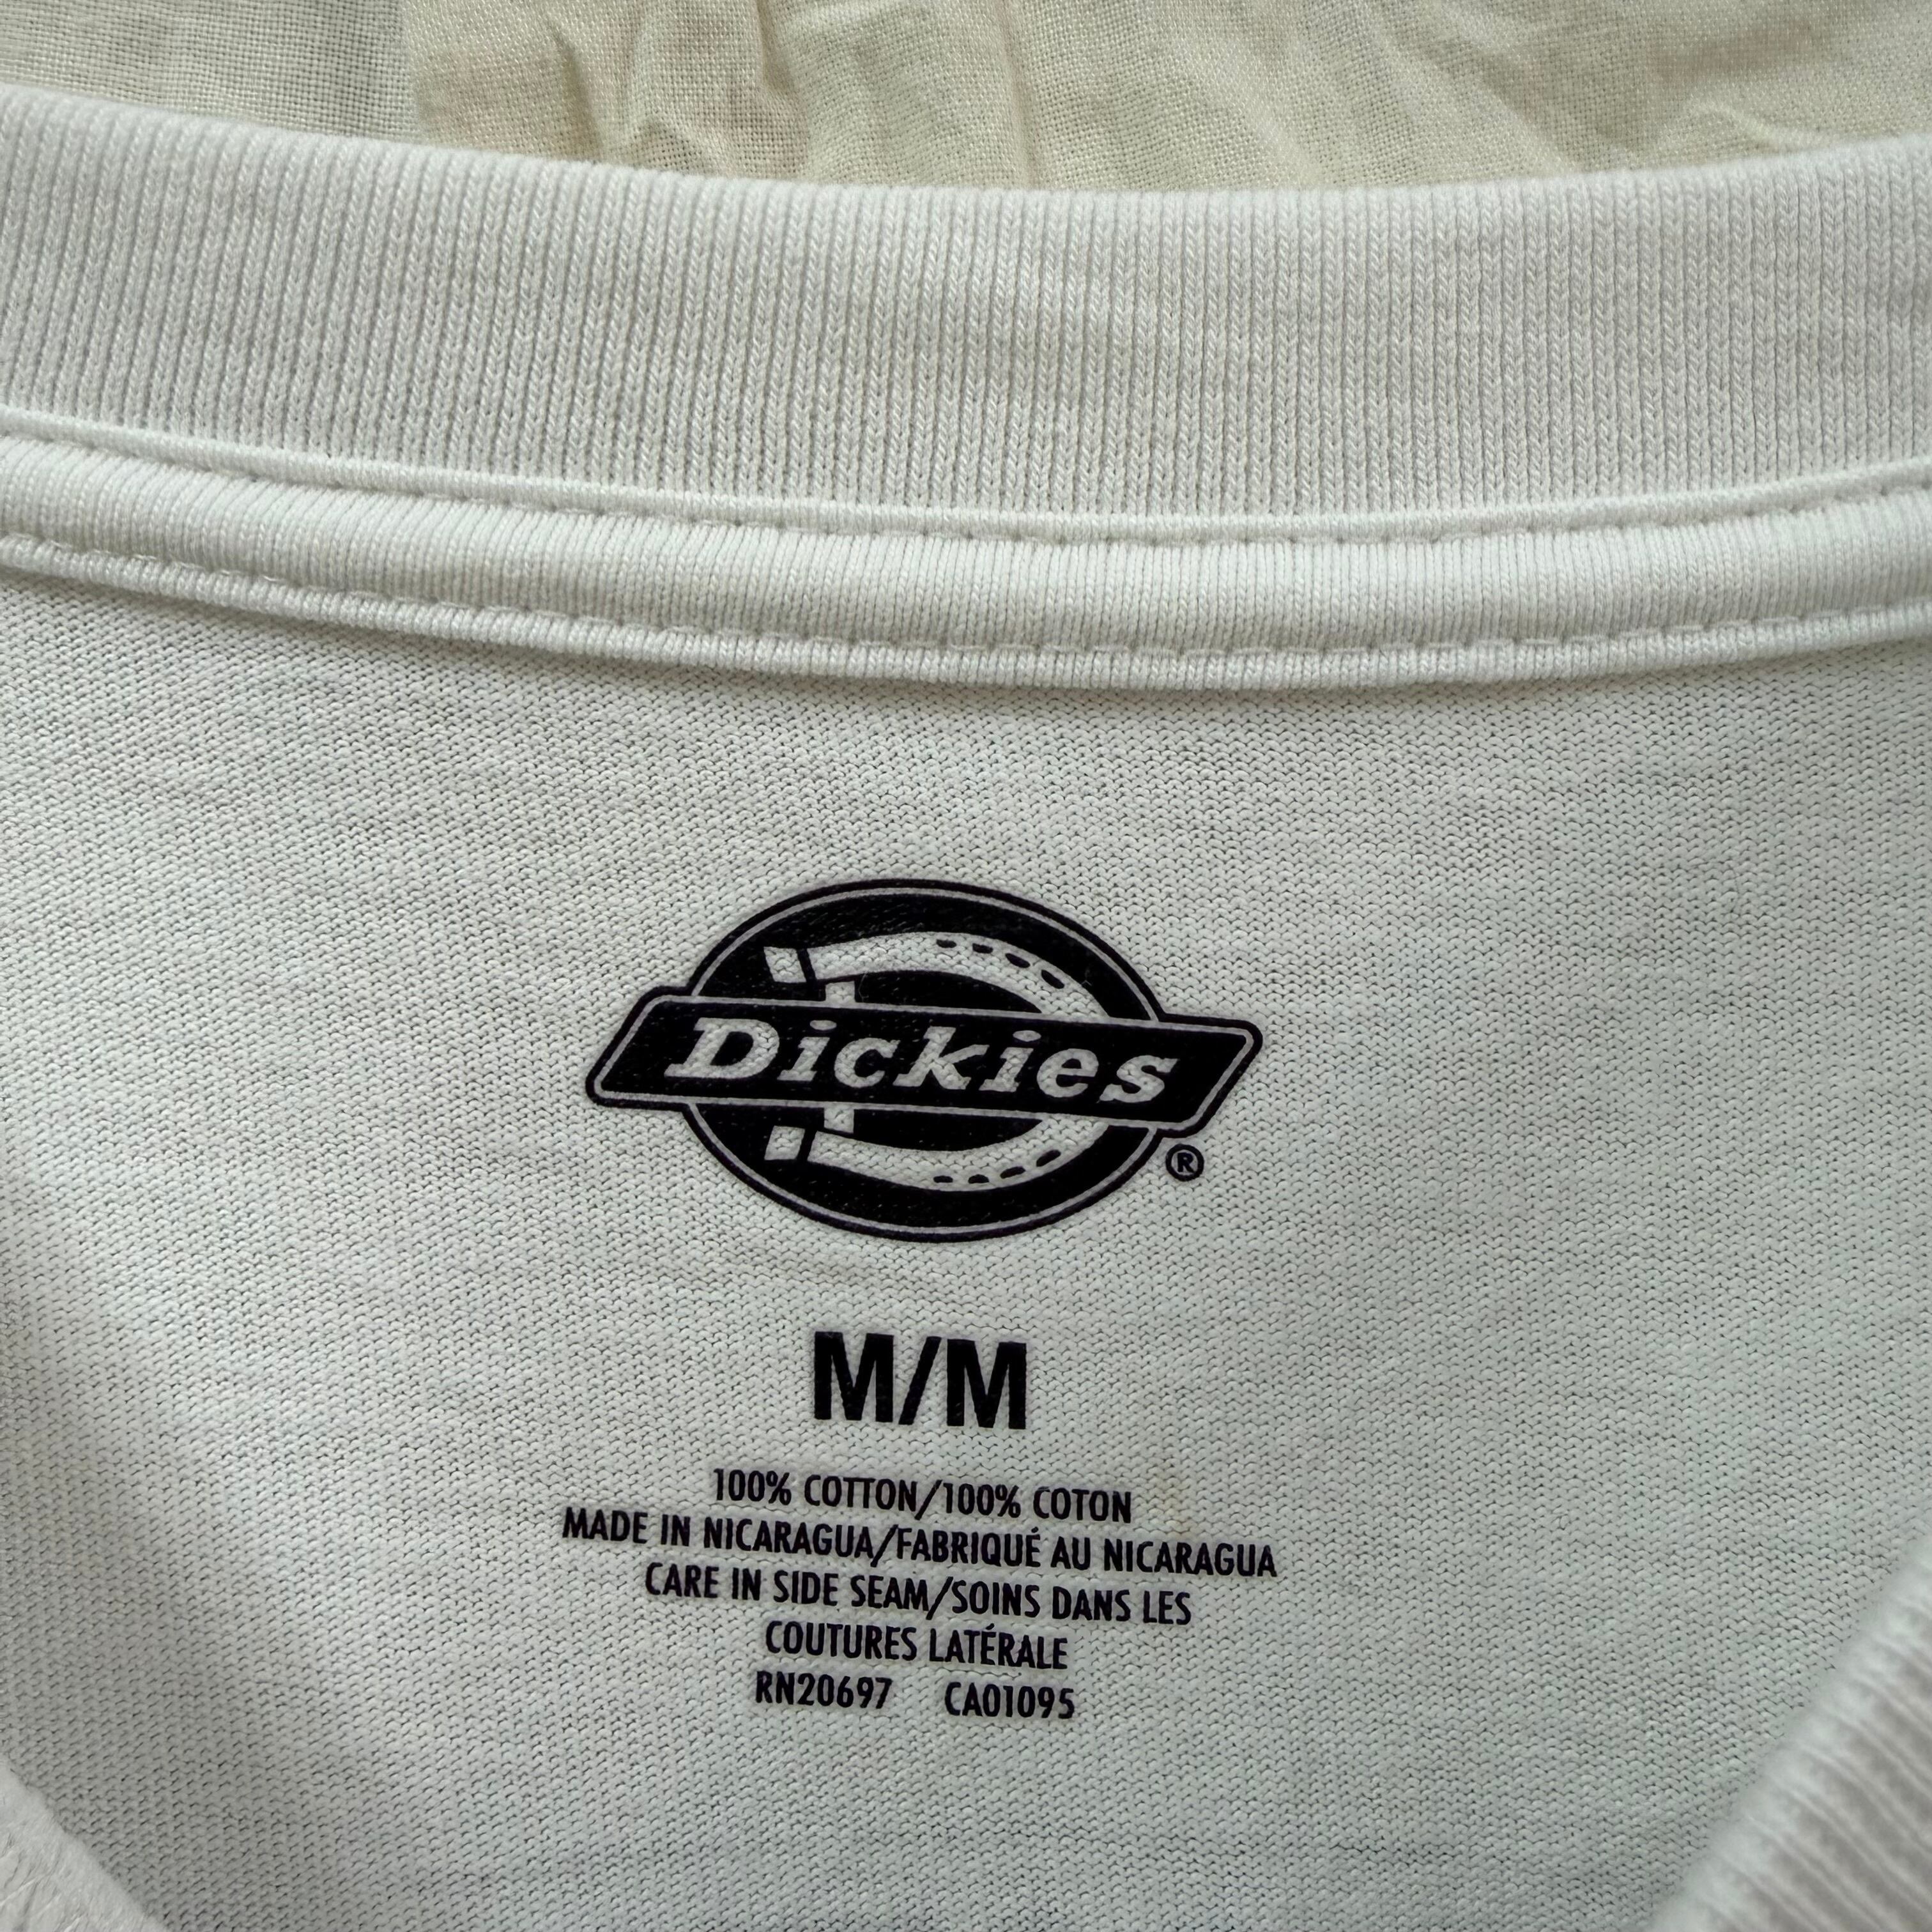 Dickies
®
M/M
100% COTTON/100% COTON
MADE IN NICARAGUA/FABRIQUÉ AU NICARAGUA
CARE IN SIDE SEAM/SOINS DANS LES
COUTURES LATÉRALE
RN20697 CA01095